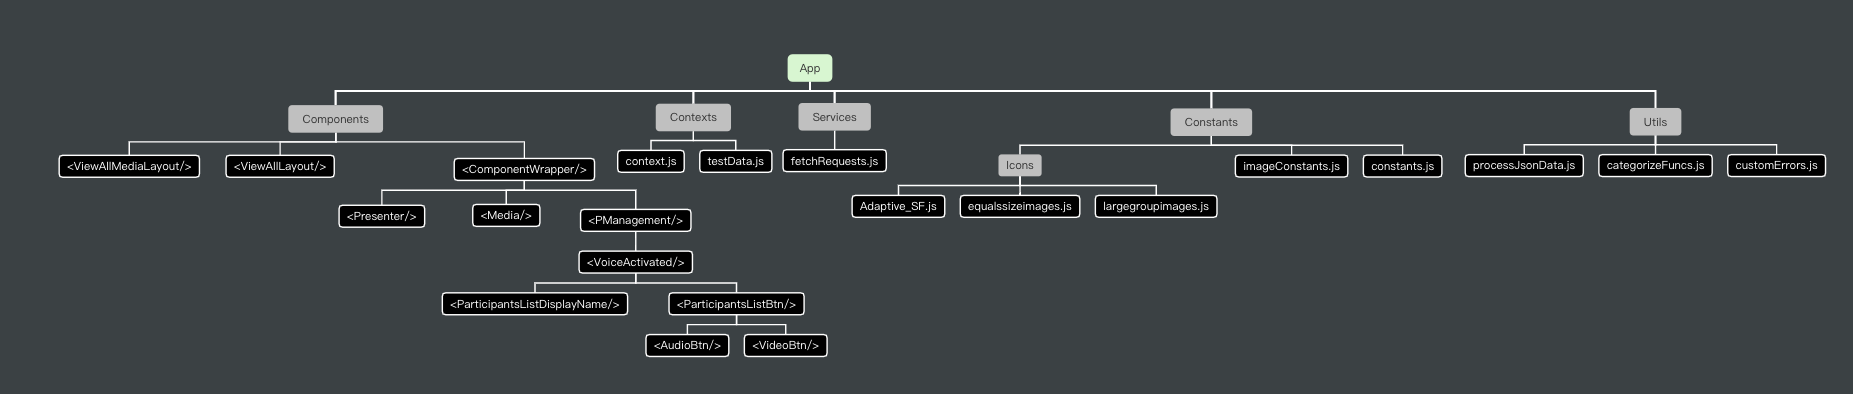 App
Components
Contexts
Services
Constants
Utils
<ViewAllMediaLayout/>
<ViewAllLayout/>
<ComponentWrapper/>
context.js
testData.js
fetchRequests.js
Icons
imageConstants.js
constants.js
processJsonData.js
categorizeFuncs.js
customErrors.js
<Presenter/>
<Media/>
<PManagement/>
Adaptive_SF.js
equalssizeimages.js
largegroupimages.js
<VoiceActivated/>
<ParticipantsListDisplayName/>
<ParticipantsListBtn/>
<AudioBtn/>
<VideoBtn/>